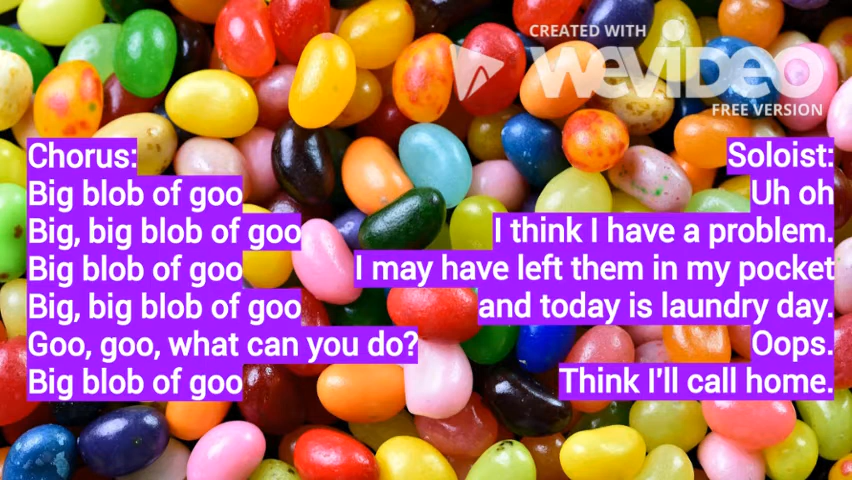 CREATED WITH
WeVideo
FREE VERSION
Chorus:
Big blob of goo
Big, big blob of goo
Big blob of goo
Big, big blob of goo
Goo, goo, what can you do?
Big blob of goo
Soloist:
Uh oh
I think I have a problem.
I may have left them in my pocket
and today is laundry day.
Oops.
Think I'll call home.